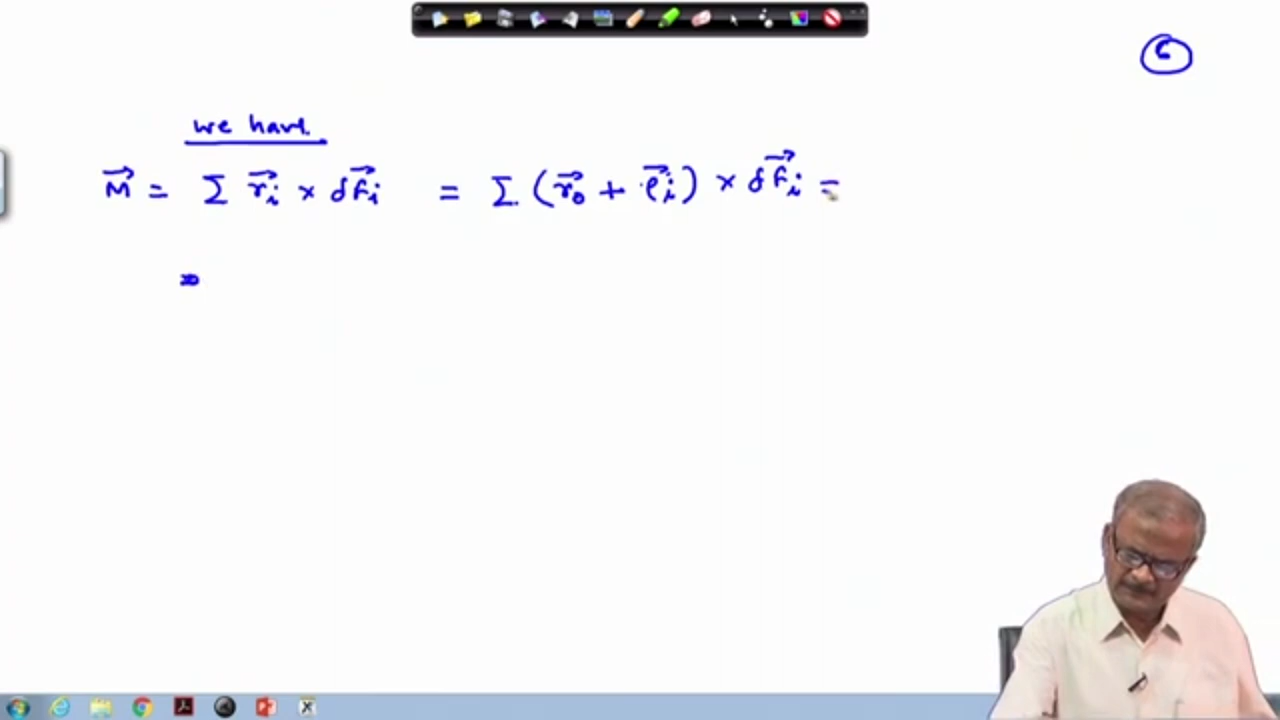 6
we have
M⃗ = Σ r⃗ᵢ × δF⃗ᵢ = Σ (r⃗₀ + ρ⃗ᵢ) × δF⃗ᵢ =